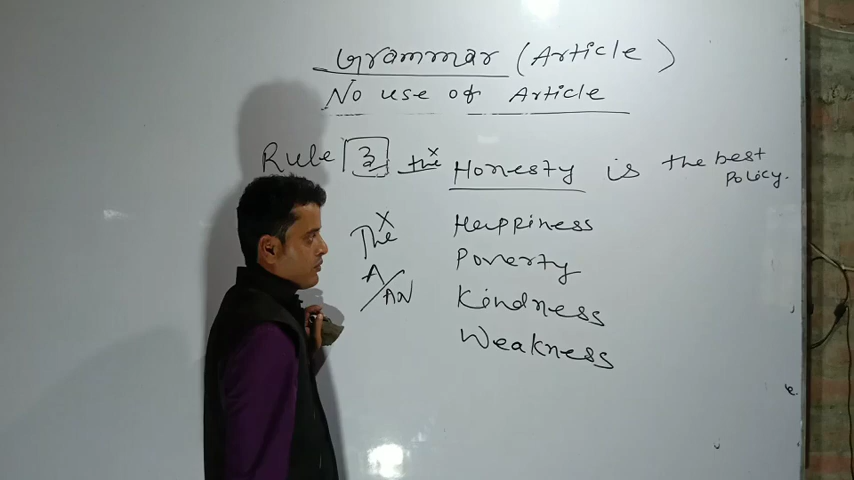 Grammar (Article)
No use of Article
Rule 3 the x Honesty is the best policy.
The x Happiness
A/AN Poverty
Kindness
Weakness